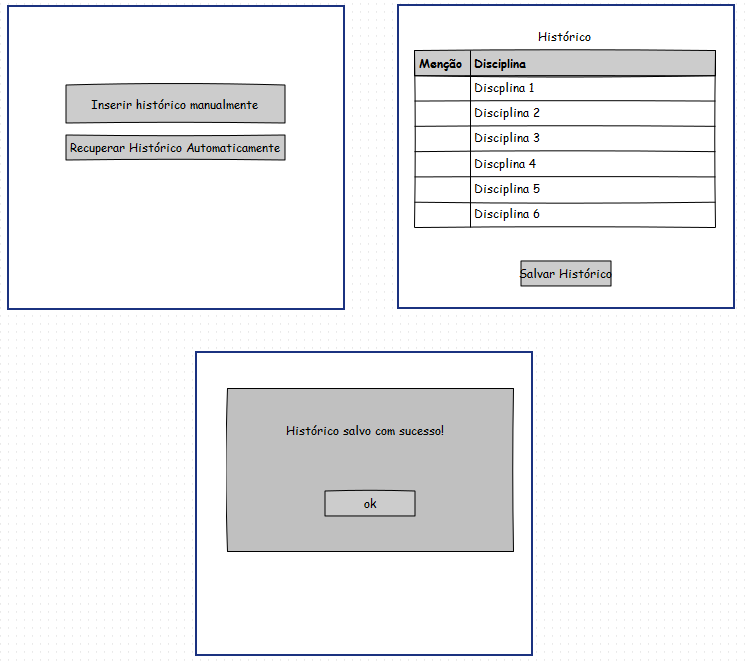 Inserir histórico manualmente
Recuperar Histórico Automaticamente
Histórico
Menção Disciplina
Discplina 1
Disciplina 2
Disciplina 3
Discsplina 4
Disciplina 5
Disciplina 6
Salvar Histórico
Histórico salvo com sucesso!
ok